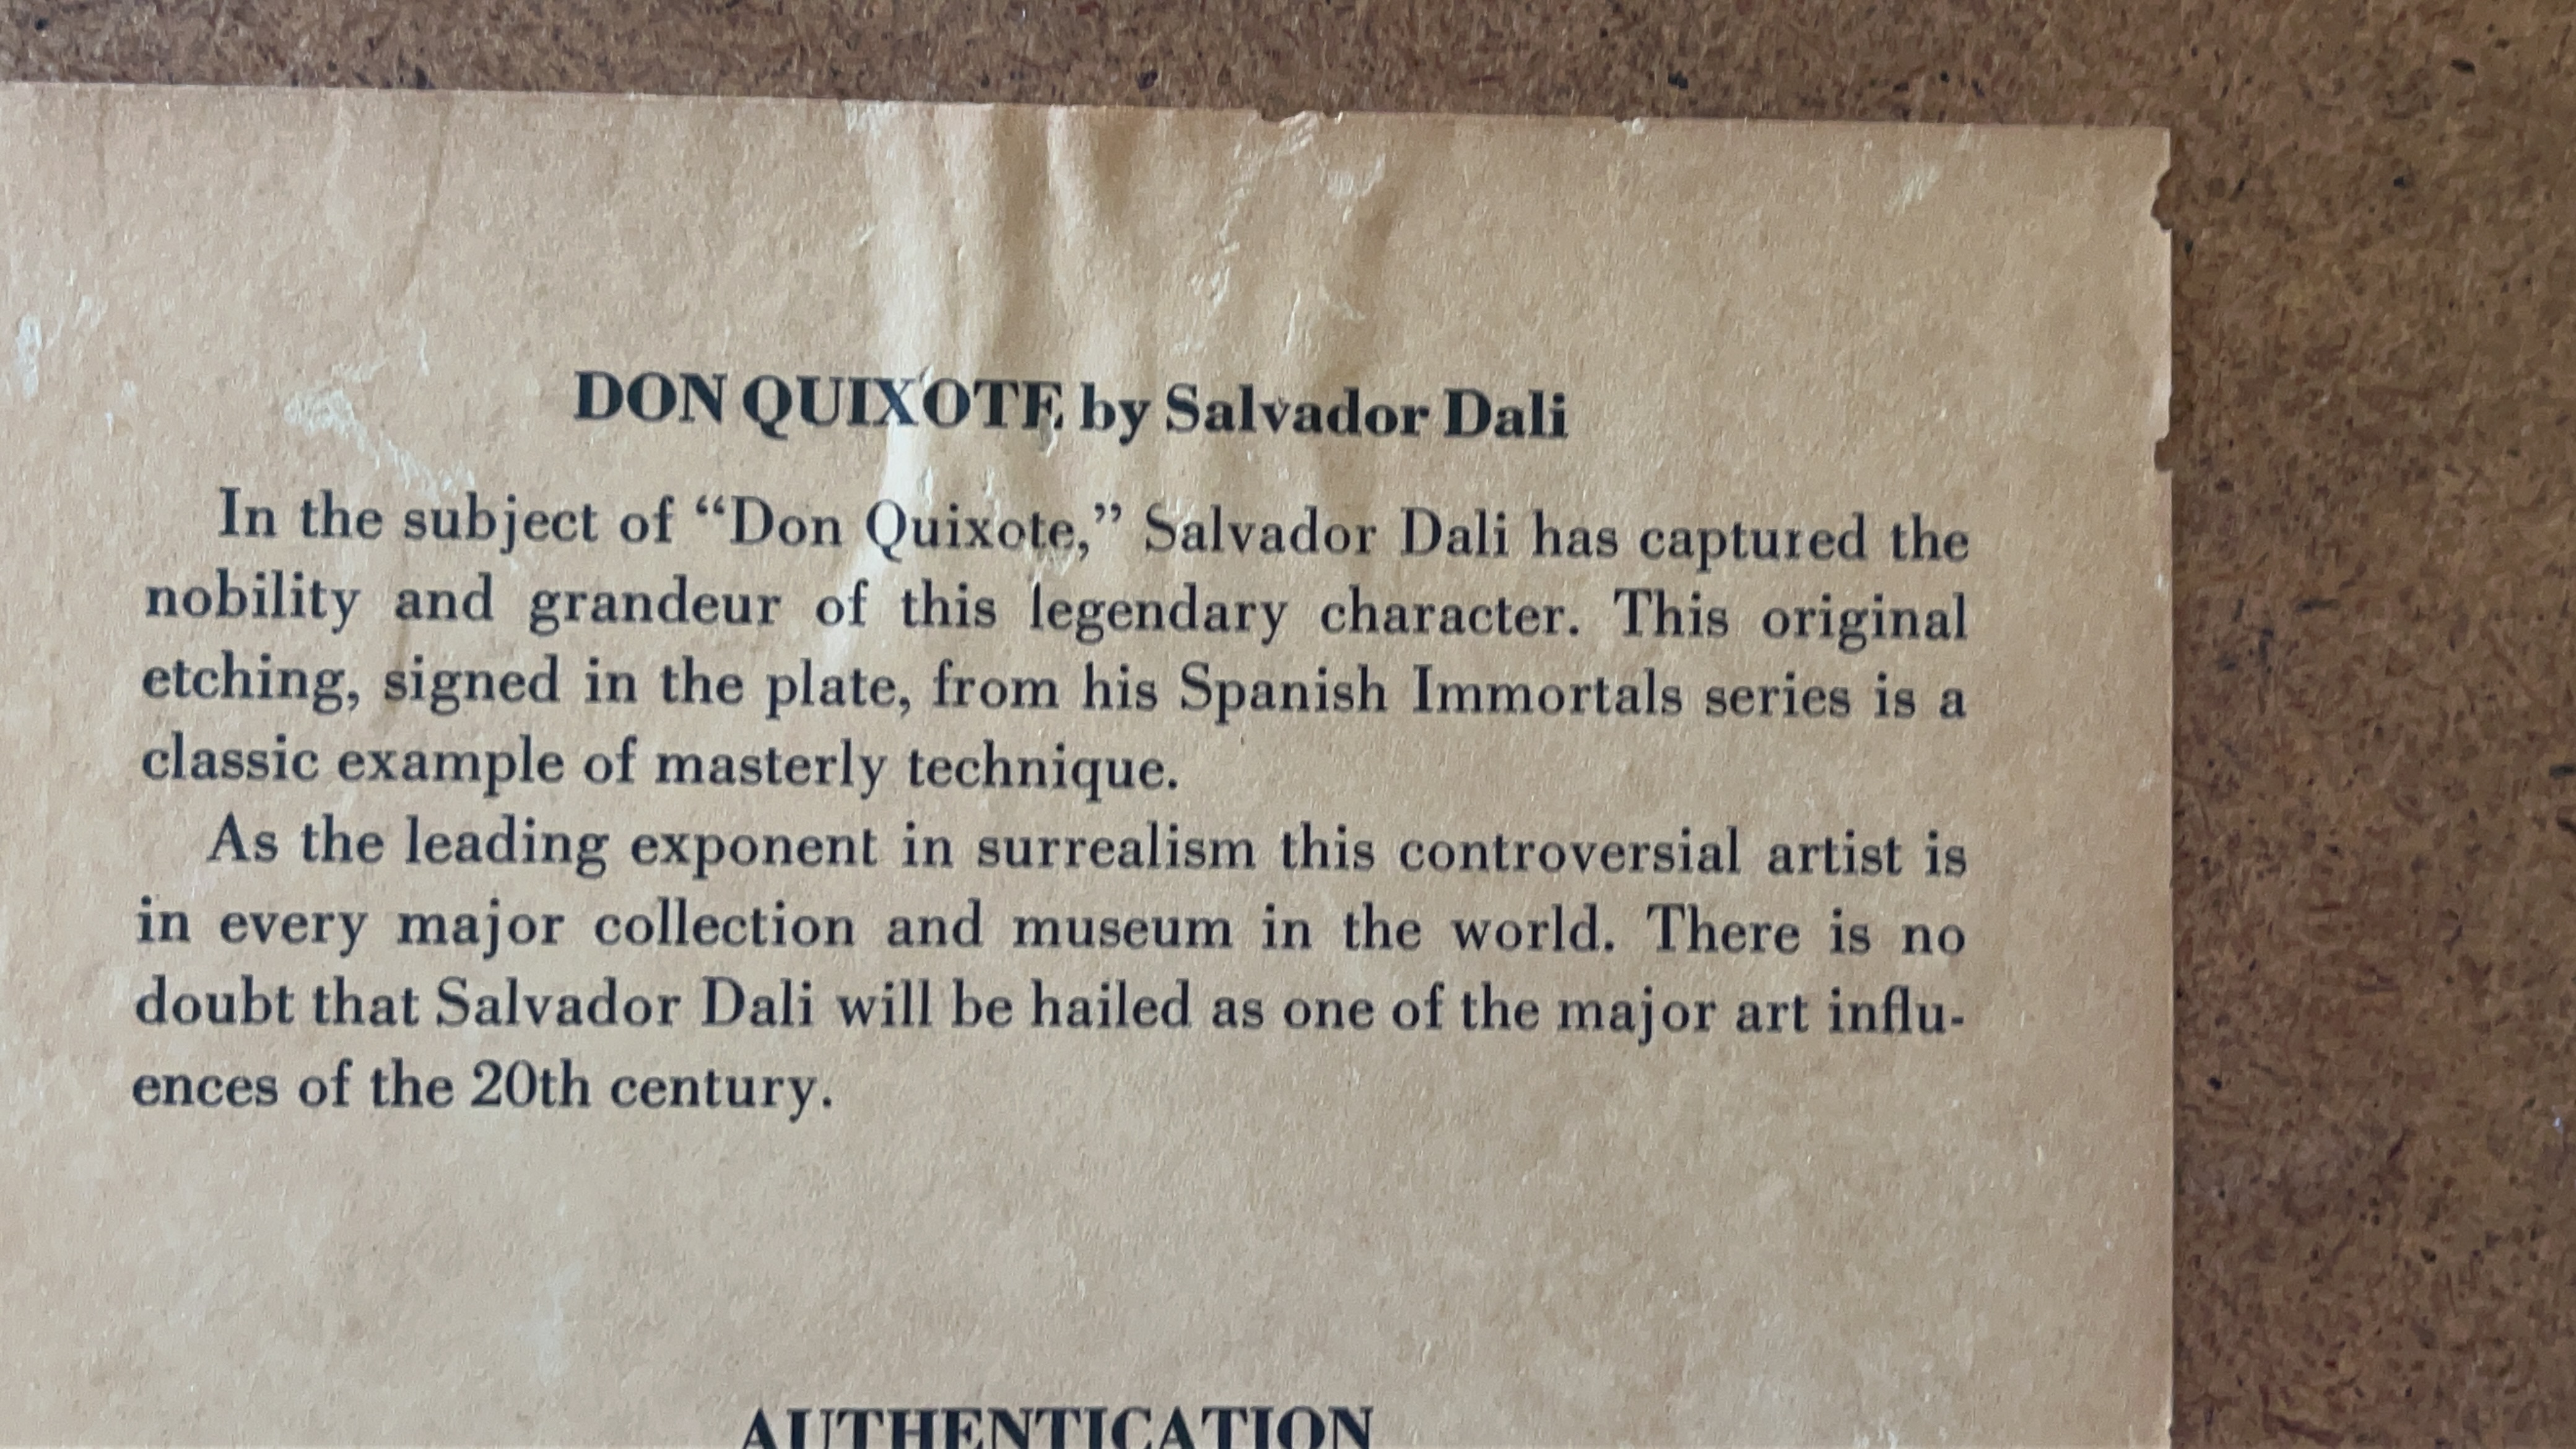 DON QUIXOTE by Salvador Dali
In the subject of “Don Quixote,” Salvador Dali has captured the
nobility and grandeur of this legendary character. This original
etching, signed in the plate, from his Spanish Immortals series is a
classic example of masterly technique.
As the leading exponent in surrealism this controversial artist is
in every major collection and museum in the world. There is no
doubt that Salvador Dali will be hailed as one of the major art influ-
ences of the 20th century.
AUTHENTICATION